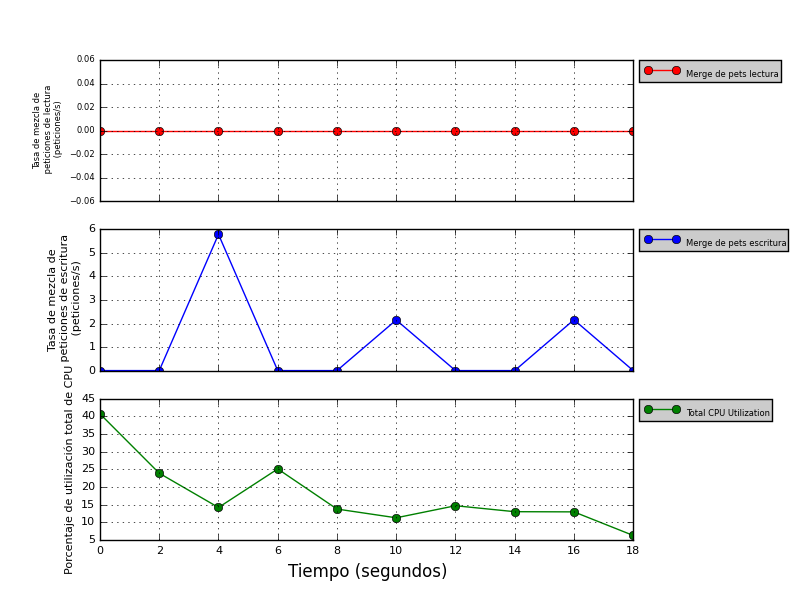 Tasa de mezcla de
peticiones de lectura
(peticiones/s)
0.06
0.04
0.02
0.00
−0.02
−0.04
−0.06
Merge de pets lectura
Tasa de mezcla de
peticiones de escritura
(peticiones/s)
6
5
4
3
2
1
0
Merge de pets escritura
Porcentaje de utilización total de CPU
45
40
35
30
25
20
15
10
5
Total CPU Utilization
0 2 4 6 8 10 12 14 16 18
Tiempo (segundos)